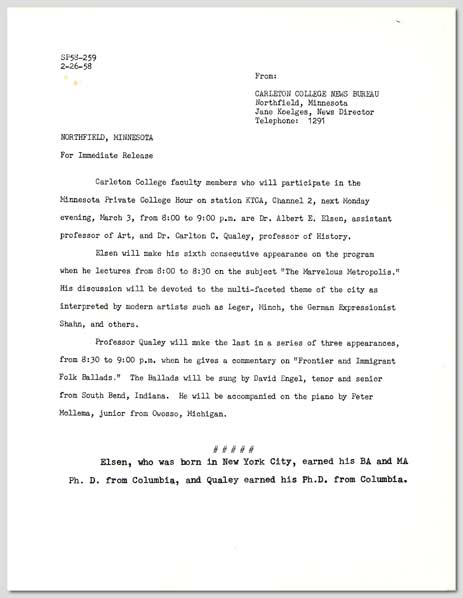 SP58-259
2-26-58
From:
CARLETON COLLEGE NEWS BUREAU
Northfield, Minnesota
Jane Koelges, News Director
Telephone: 1291
NORTHFIELD, MINNESOTA
For Immediate Release
Carleton College faculty members who will participate in the
Minnesota Private College Hour on station KTCA, Channel 2, next Monday
evening, March 3, from 8:00 to 9:00 p.m. are Dr. Albert E. Elsen, assistant
professor of Art, and Dr. Carlton C. Qualey, professor of History.
Elsen will make his sixth consecutive appearance on the program
when he lectures from 8:00 to 8:30 on the subject "The Marvelous Metropolis."
His discussion will be devoted to the multi-faceted theme of the city as
interpreted by modern artists such as Leger, Minch, the German Expressionist
Shahn, and others.
Professor Qualey will make the last in a series of three appearances,
from 8:30 to 9:00 p.m. when he gives a commentary on "Frontier and Immigrant
Folk Ballads." The Ballads will be sung by David Engel, tenor and senior
from South Bend, Indiana. He will be accompanied on the piano by Peter
Mollema, junior from Owosso, Michigan.
# # # # #
Elsen, who was born in New York City, earned his BA and MA
Ph. D. from Columbia, and Qualey earned his Ph.D. from Columbia.